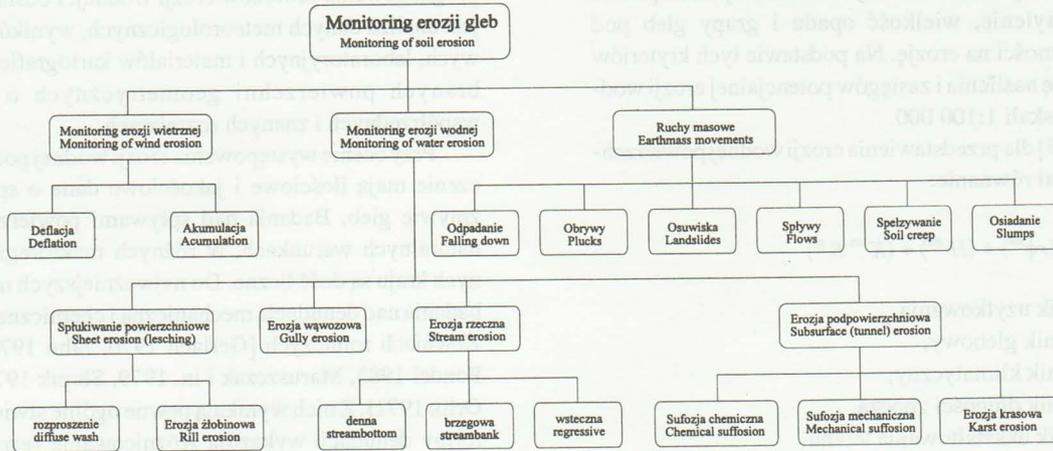 Monitoring erozji gleb
Monitoring of soil erosion
Monitoring erozji wietrznej
Monitoring of wind erosion
Monitoring erozji wodnej
Monitoring of water erosion
Ruchy masowe
Earth mass movements
Deflacja
Deflation
Akumulacja
Acumulation
Odpadanie
Falling down
Obrywy
Plucks
Osuwiska
Landslides
Spływy
Flows
Spełzywanie
Soil creep
Osiadanie
Slumps
Spłukiwanie powierzchniowe
Sheet erosion (lesching)
Erozja wąwozowa
Gully erosion
Erozja rzeczna
Stream erosion
Erozja podpowierzchniowa
Subsurface (tunnel) erosion
rozproszenie
diffuse wash
Erozja żłobinowa
Rill erosion
denna
streambottom
brzegowa
streambank
wsteczna
regressive
Sufozja chemiczna
Chemical suffosion
Sufozja mechaniczna
Mechanical suffosion
Erozja krasowa
Karst erosion